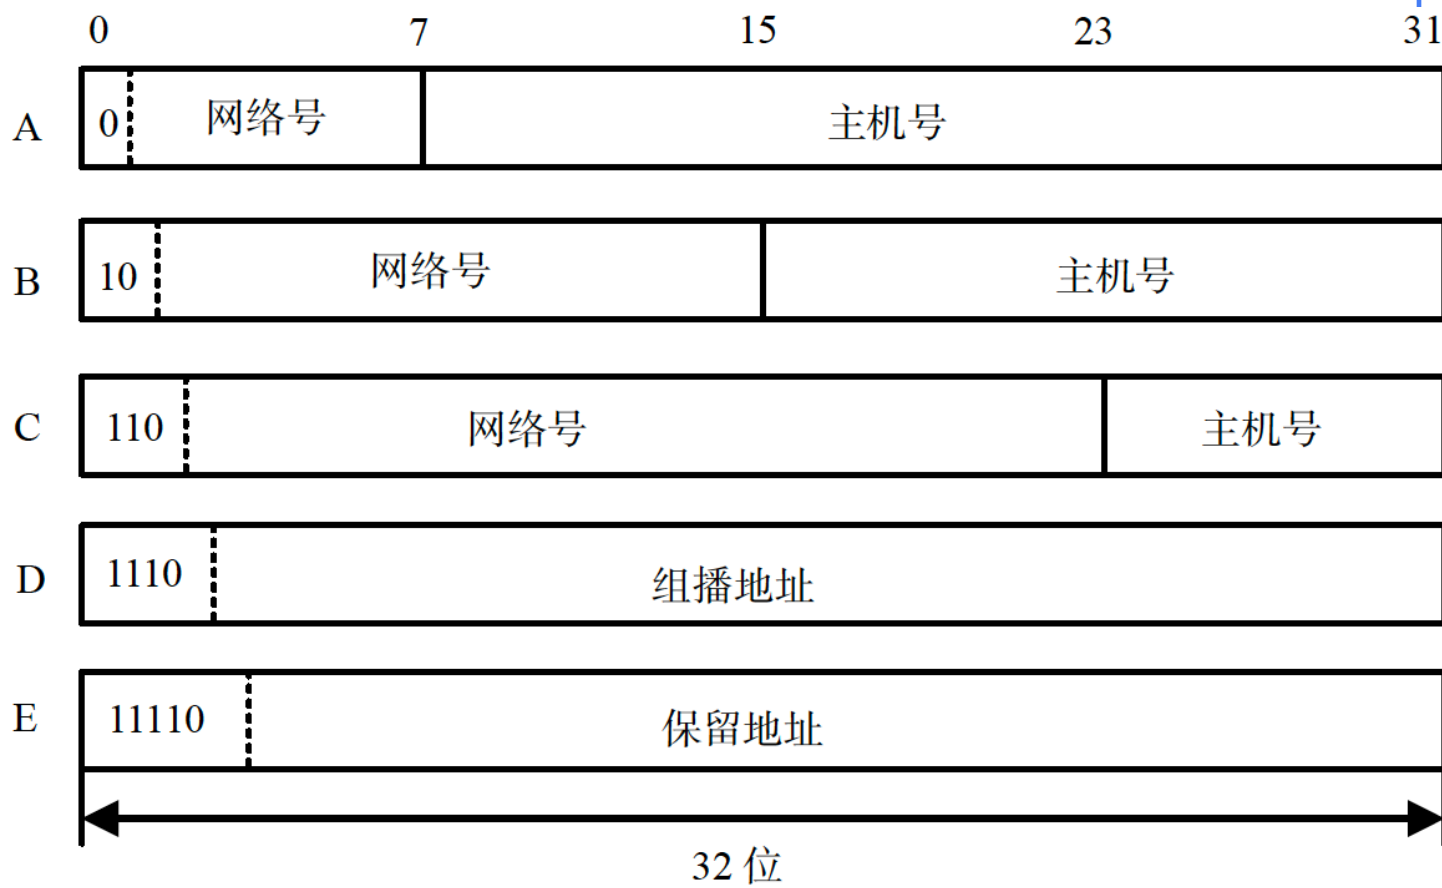 0 7 15 23 31
A 0 网络号 主机号
B 10 网络号 主机号
C 110 网络号 主机号
D 1110 组播地址
E 11110 保留地址
32 位